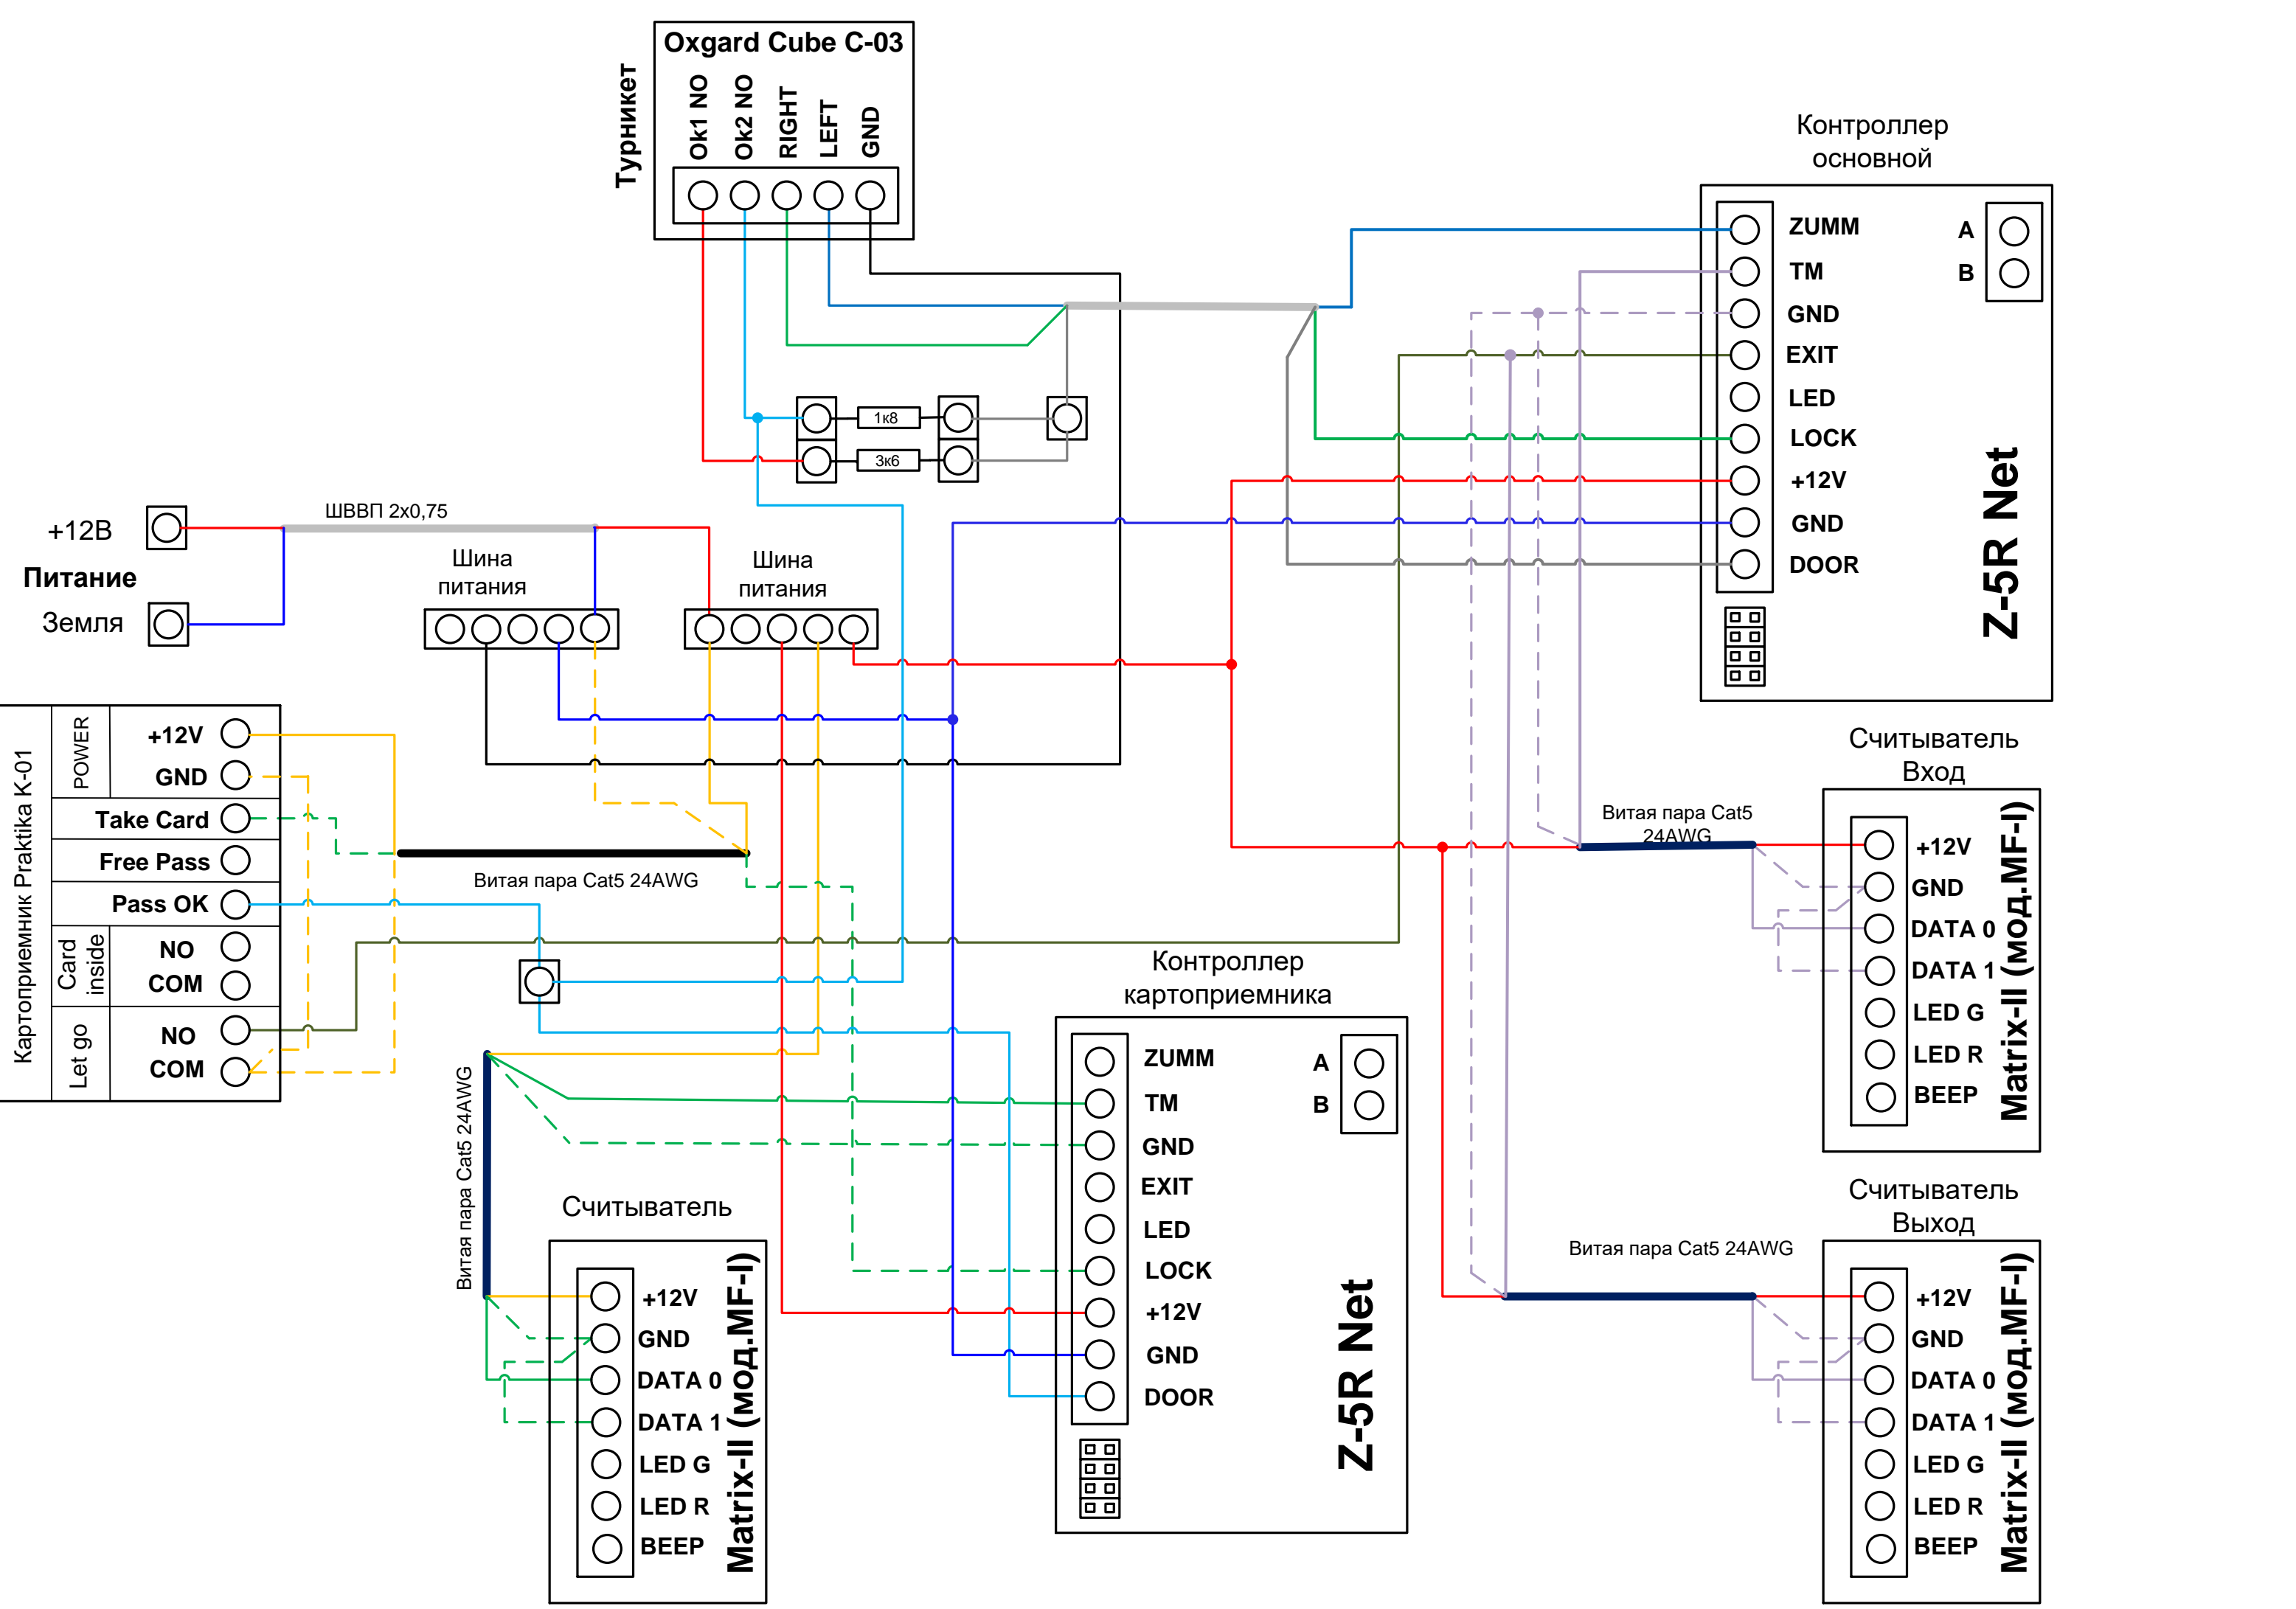 Oxgard Cube C-03
Турникет
Ok1 NO
Ok2 NO
RIGHT
LEFT
GND
1к8
3к6
Контроллер
основной
ZUMM
TM
GND
EXIT
LED
LOCK
+12V
GND
DOOR
A
B
Z-5R Net
+12В
Питание
Земля
ШВВП 2х0,75
Шина
питания
Шина
питания
Картоприемник Praktika K-01
POWER
+12V
GND
Take Card
Free Pass
Pass OK
Card
inside
NO
COM
Let go
NO
COM
Витая пара Cat5 24AWG
Витая пара Cat5 24AWG
Считыватель
+12V
GND
DATA 0
DATA 1
LED G
LED R
BEEP
Matrix-II (мод.MF-I)
Контроллер
картоприемника
ZUMM
TM
GND
EXIT
LED
LOCK
+12V
GND
DOOR
A
B
Z-5R Net
Считыватель
Вход
Витая пара Cat5
24AWG
+12V
GND
DATA 0
DATA 1
LED G
LED R
BEEP
Matrix-II (мод.MF-I)
Считыватель
Выход
Витая пара Cat5 24AWG
+12V
GND
DATA 0
DATA 1
LED G
LED R
BEEP
Matrix-II (мод.MF-I)